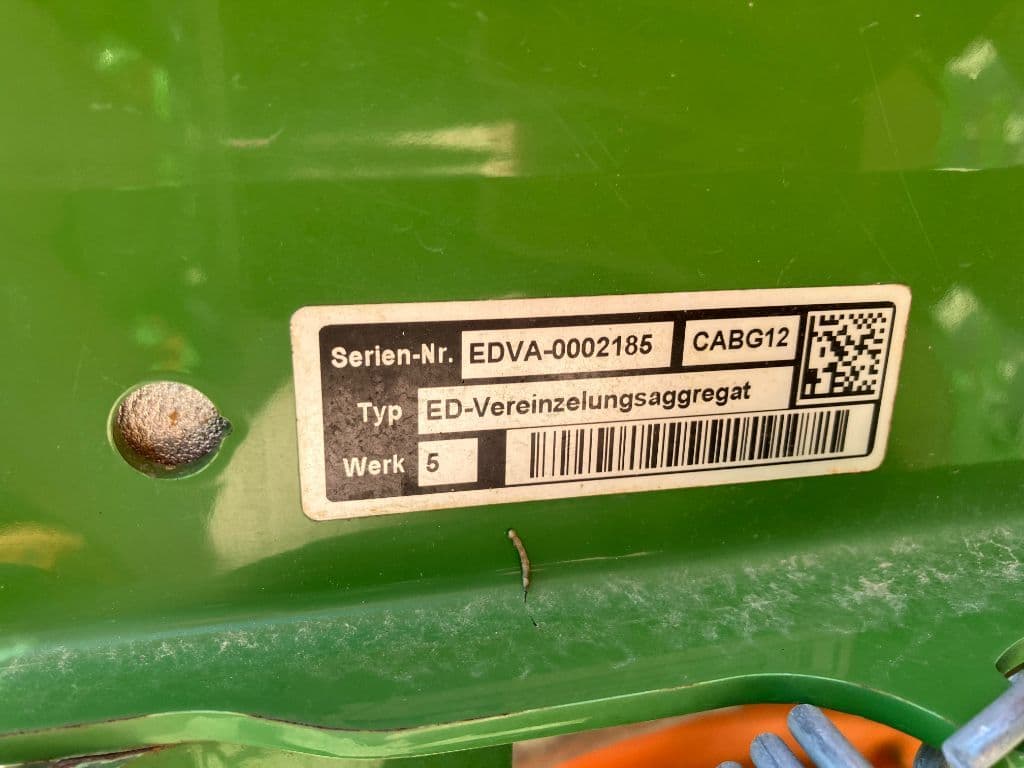 Serien-Nr. EDVA-0002185 CABG12
Typ ED-Vereinzelungsaggregat
Werk 5